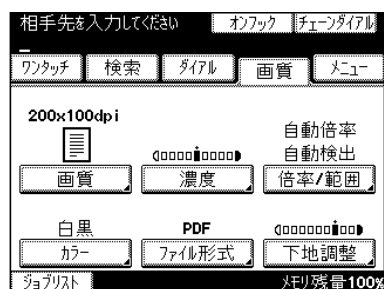 相手先を入力してください オンフック チェーンダイアル
ワンタッチ 検索 ダイアル 画質 メニュー
200x100dpi
自動倍率
自動検出
画質 濃度 倍率/範囲
白黒 PDF
カラー ファイル形式 下地調整
ジョブリスト メモリ残量100%